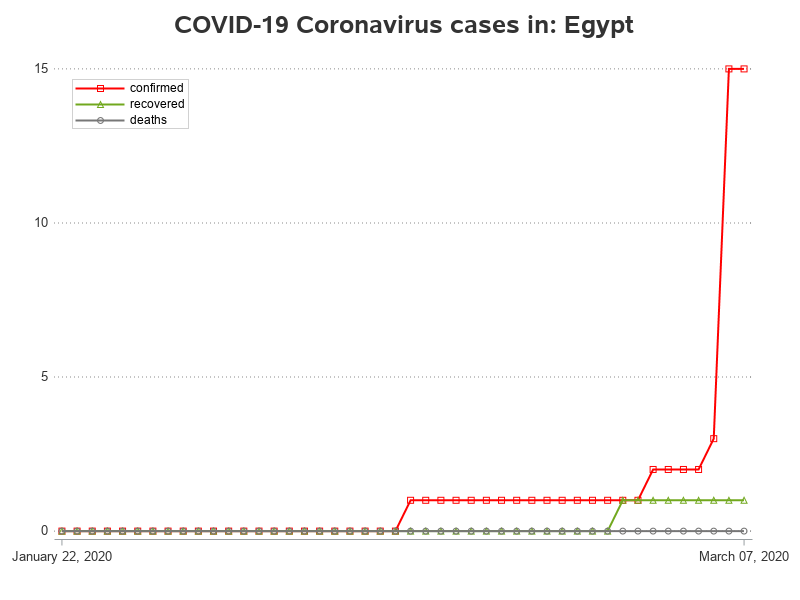 COVID-19 Coronavirus cases in: Egypt
15
confirmed
recovered
deaths
10
5
0
January 22, 2020
March 07, 2020